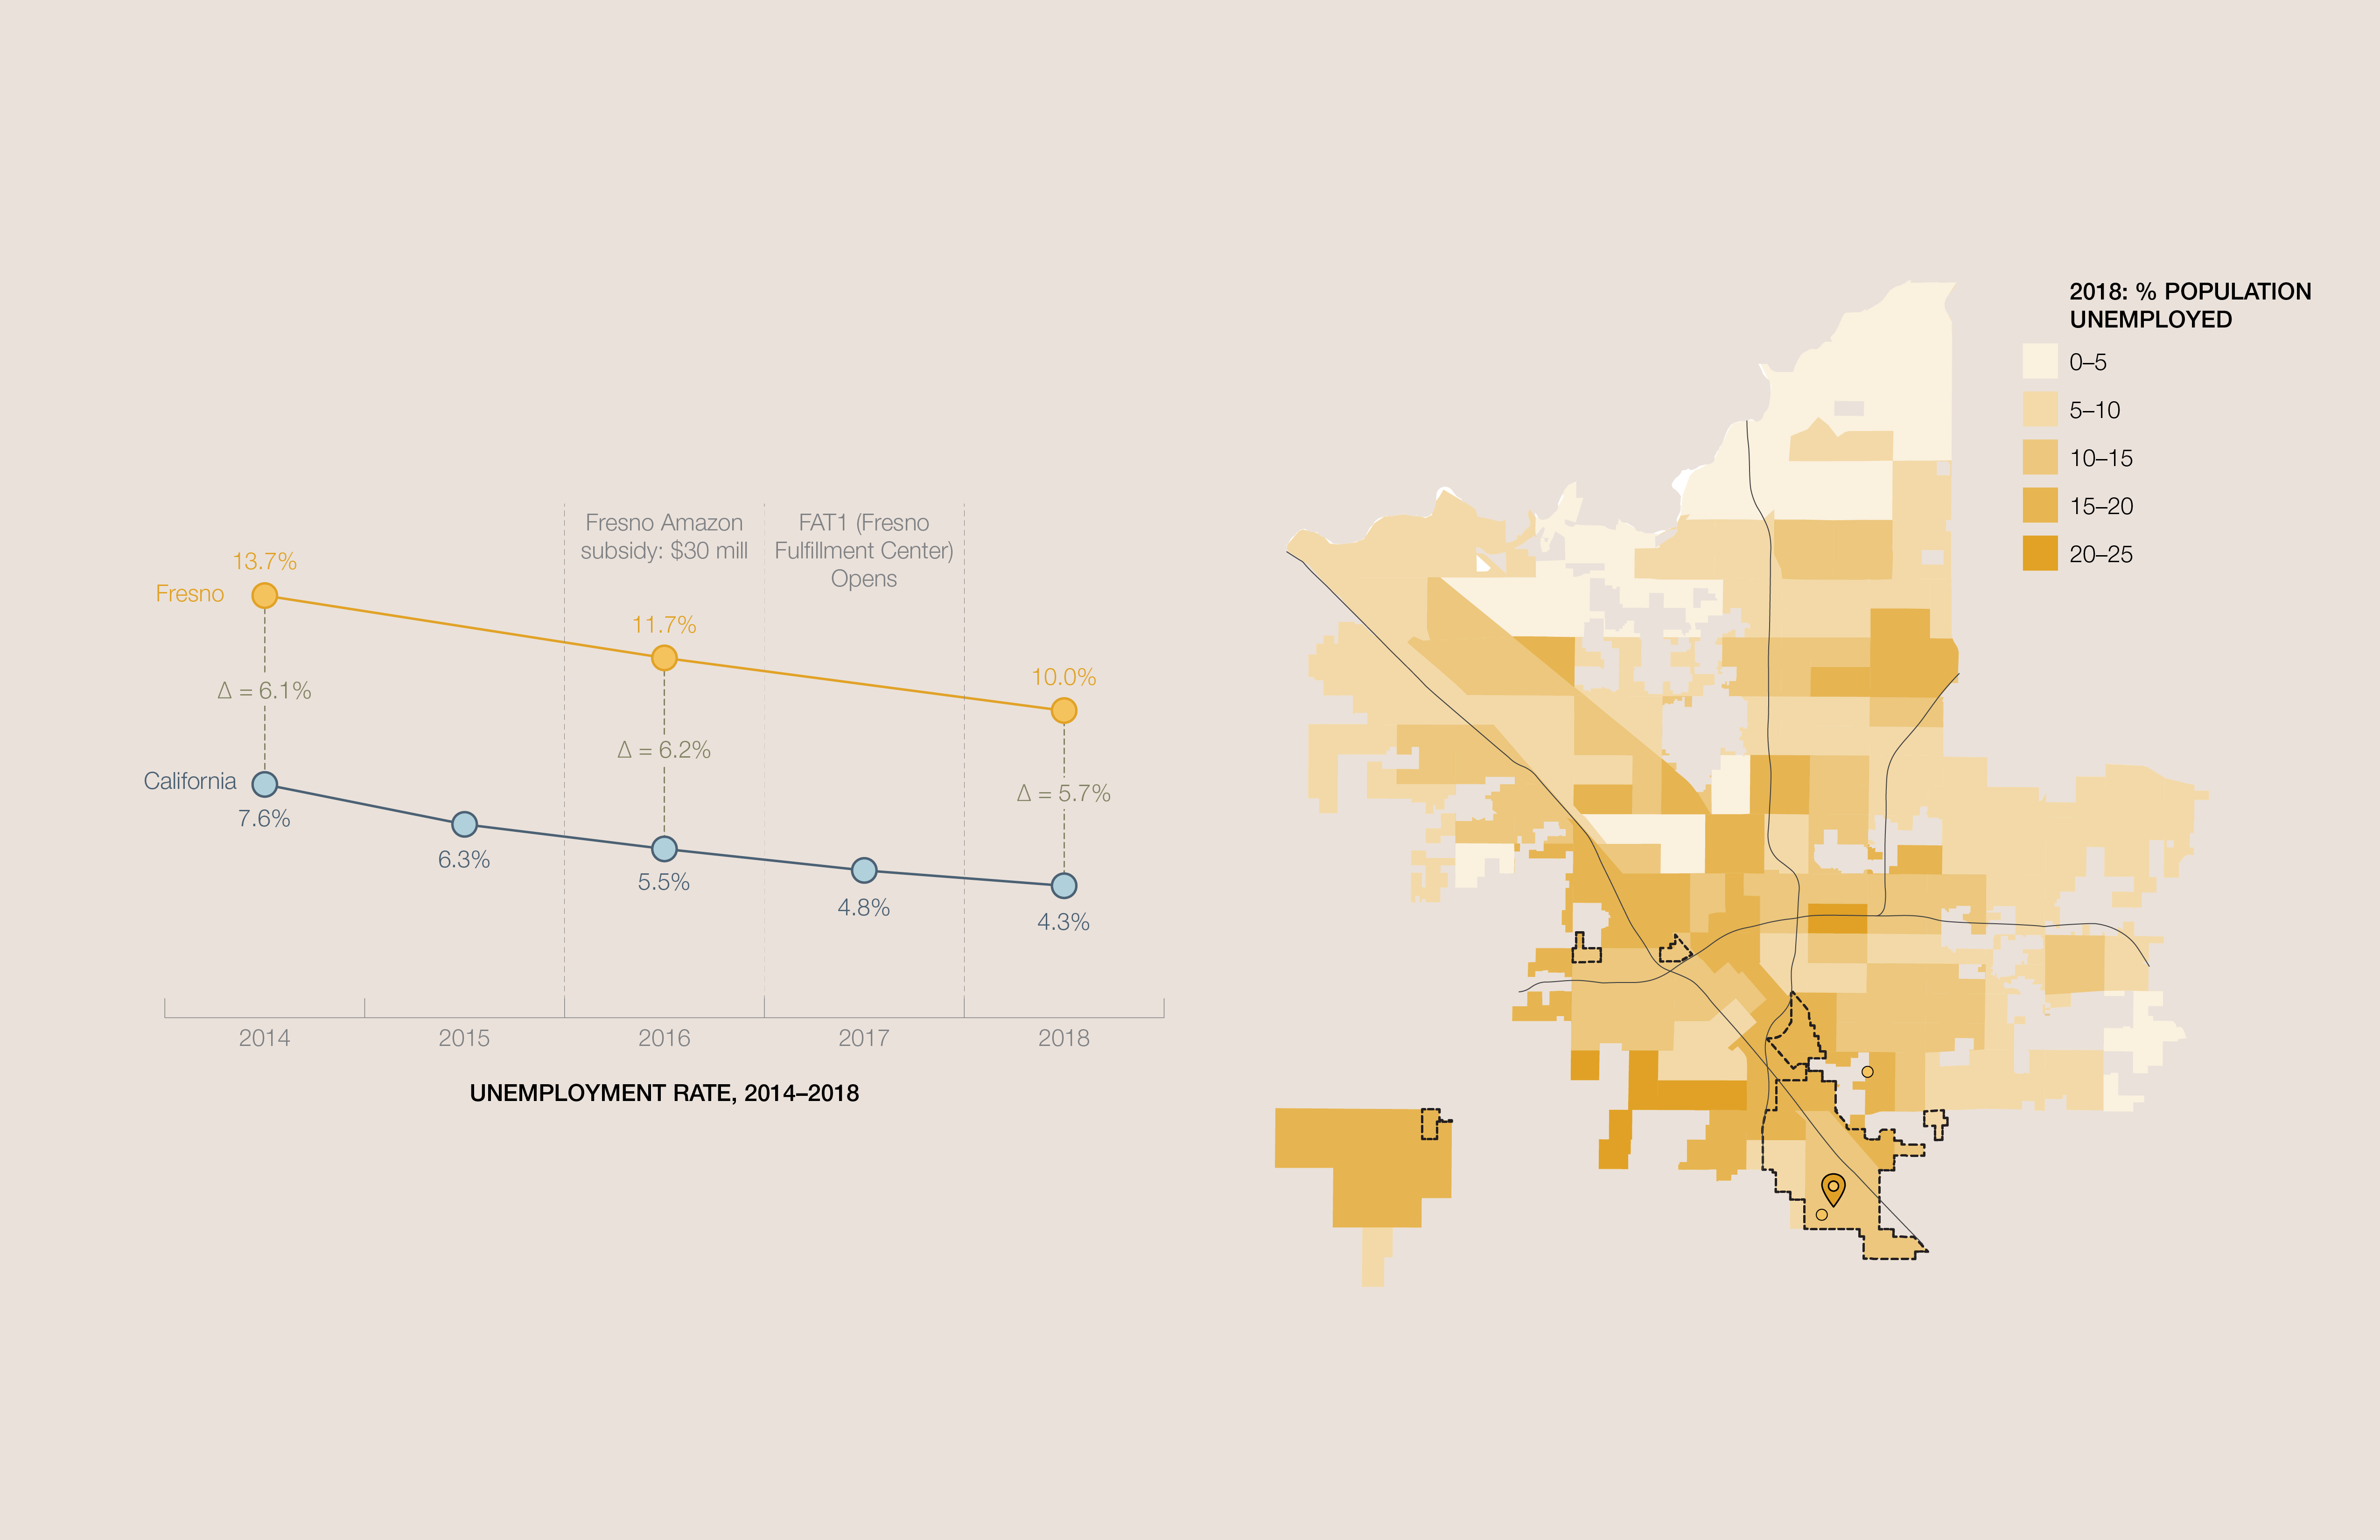 Fresno Amazon
subsidy: $30 mill
FAT1 (Fresno
Fulfillment Center)
Opens
13.7%
Fresno
11.7%
10.0%
Δ = 6.1%
Δ = 6.2%
Δ = 5.7%
California
7.6%
6.3%
5.5%
4.8%
4.3%
2014
2015
2016
2017
2018
UNEMPLOYMENT RATE, 2014–2018
2018: % POPULATION
UNEMPLOYED
0–5
5–10
10–15
15–20
20–25